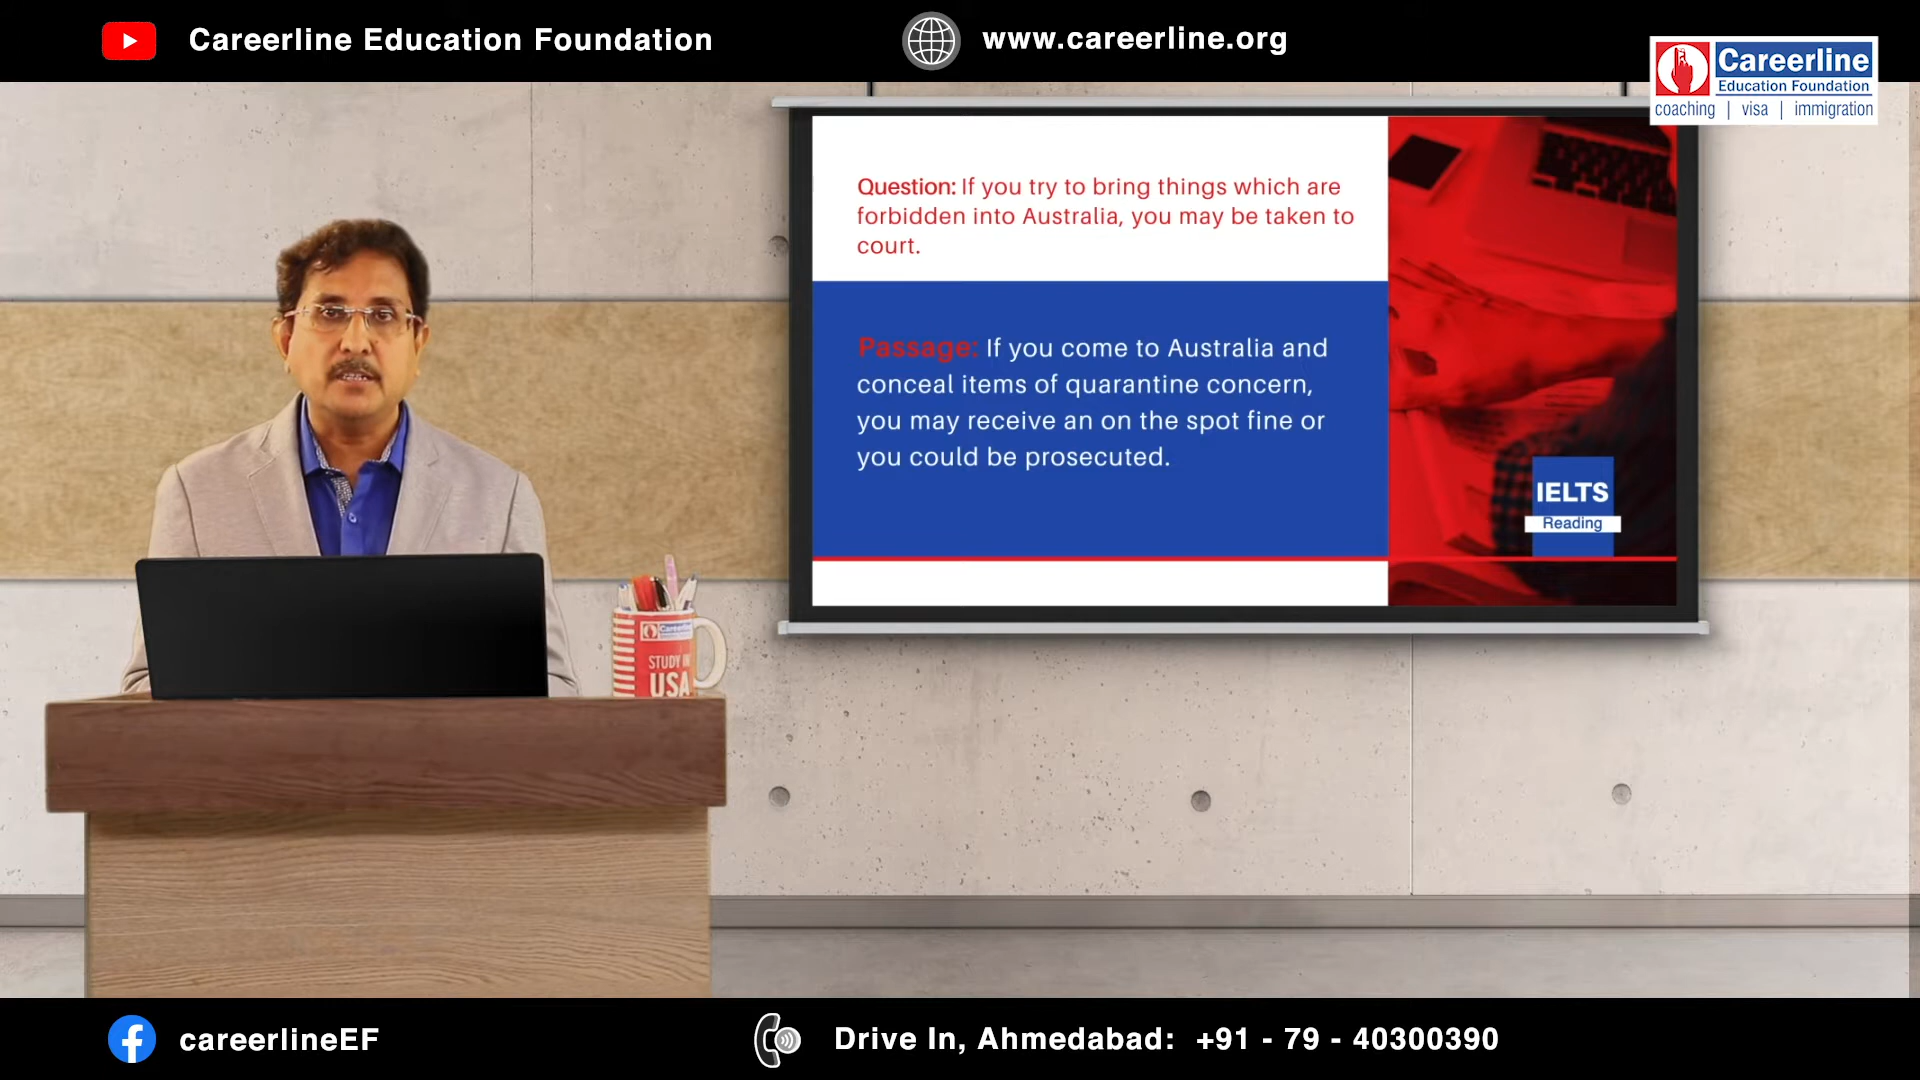 Careerline Education Foundation
www.careerline.org
Careerline
Education Foundation
coaching | visa | immigration
Question: If you try to bring things which are
forbidden into Australia, you may be taken to
court.
Passage: If you come to Australia and
conceal items of quarantine concern,
you may receive an on the spot fine or
you could be prosecuted.
IELTS
Reading
STUDY IN
USA
careerlineEF
Drive In, Ahmedabad: +91 - 79 - 40300390